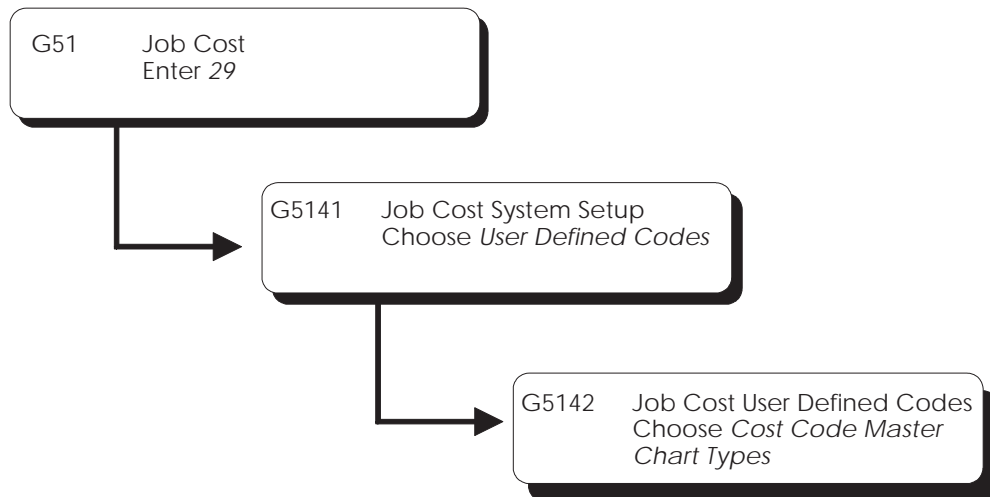 G51 Job Cost
Enter 29
G5141 Job Cost System Setup
Choose User Defined Codes
G5142 Job Cost User Defined Codes
Choose Cost Code Master
Chart Types